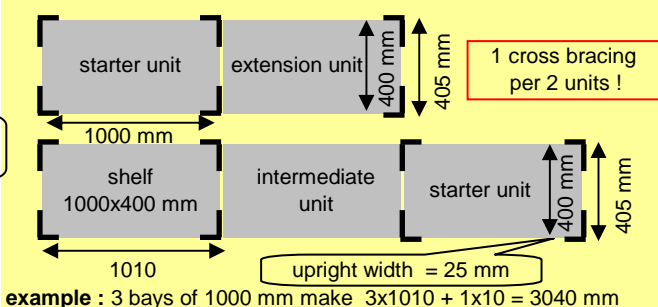 starter unit
extension unit
400 mm
405 mm
1 cross bracing
per 2 units !
1000 mm
shelf
1000x400 mm
intermediate
unit
starter unit
400 mm
405 mm
1010
upright width = 25 mm
example : 3 bays of 1000 mm make 3x1010 + 1x10 = 3040 mm